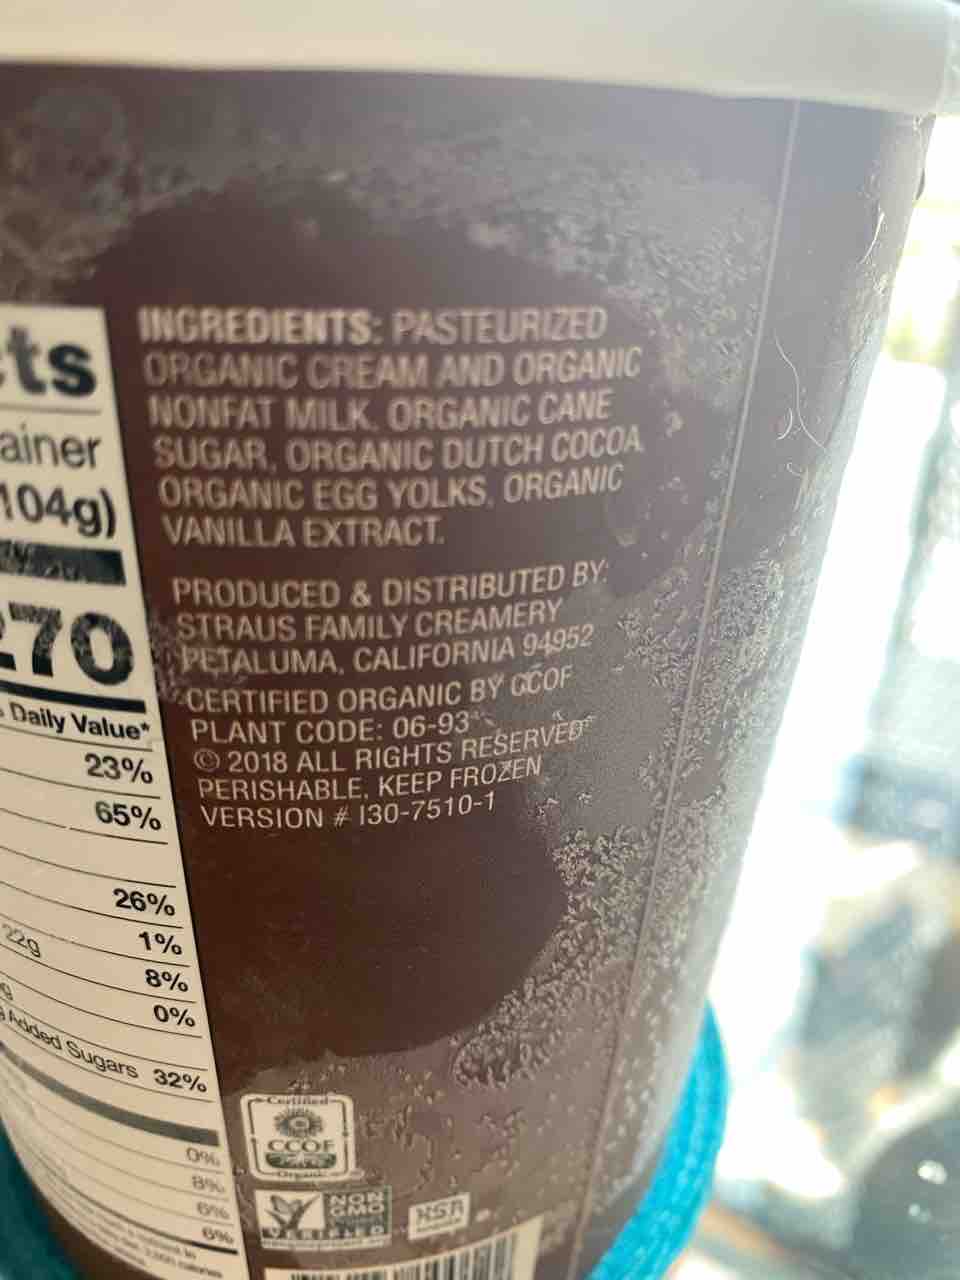 ts
ainer
104g)
270
Daily Value*
23%
65%
26%
1%
22g
8%
0%
Added Sugars 32%
0%
8%
6%
6%
INGREDIENTS: PASTEURIZED
ORGANIC CREAM AND ORGANIC
NONFAT MILK, ORGANIC CANE
SUGAR, ORGANIC DUTCH COCOA,
ORGANIC EGG YOLKS, ORGANIC
VANILLA EXTRACT.
PRODUCED & DISTRIBUTED BY:
STRAUS FAMILY CREAMERY
PETALUMA, CALIFORNIA 94952
CERTIFIED ORGANIC BY CCOF
PLANT CODE: 06-93
© 2018 ALL RIGHTS RESERVED
PERISHABLE, KEEP FROZEN
VERSION # I30-7510-1
Certified
CCOF
Organic
NON
GMO
VERIFIED